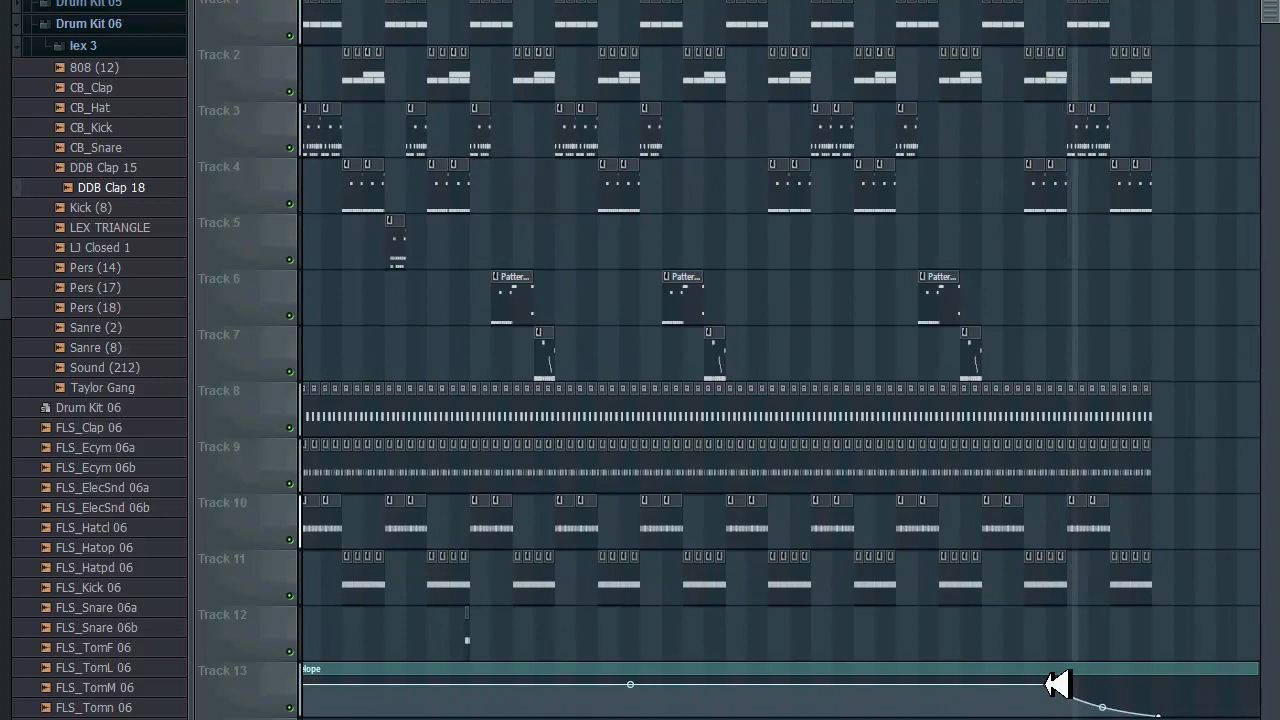 Drum Kit 05
Drum Kit 06
lex 3
808 (12)
CB_Clap
CB_Hat
CB_Kick
CB_Snare
DDB Clap 15
DDB Clap 18
Kick (8)
LEX TRIANGLE
LJ Closed 1
Pers (14)
Pers (17)
Pers (18)
Sanre (2)
Sanre (8)
Sound (212)
Taylor Gang
Drum Kit 06
FLS_Clap 06
FLS_Ecym 06a
FLS_Ecym 06b
FLS_ElecSnd 06a
FLS_ElecSnd 06b
FLS_Hatcl 06
FLS_Hatop 06
FLS_Hatpd 06
FLS_Kick 06
FLS_Snare 06a
FLS_Snare 06b
FLS_TomF 06
FLS_TomL 06
FLS_TomM 06
FLS_Tomn 06
Track 2
Track 3
Track 4
Track 5
Track 6
Patter...
Patter...
Patter...
Track 7
Track 8
Track 9
Track 10
Track 11
Track 12
Track 13